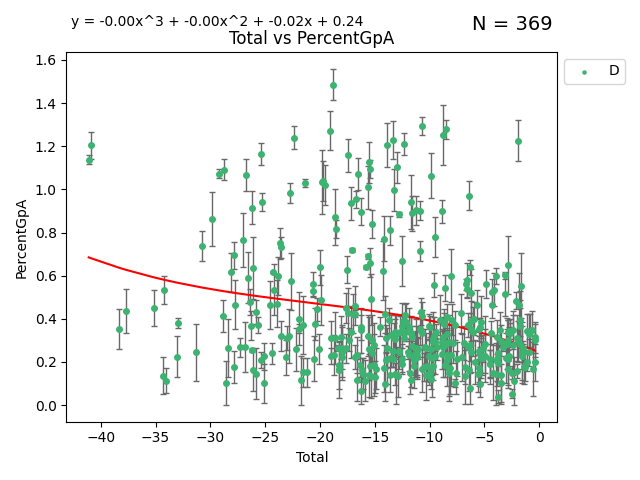 y = -0.00x^3 + -0.00x^2 + -0.02x + 0.24
N = 369
Total vs PercentGpA
D
PercentGpA
1.6
1.4
1.2
1.0
0.8
0.6
0.4
0.2
0.0
−40 −35 −30 −25 −20 −15 −10 −5 0
Total